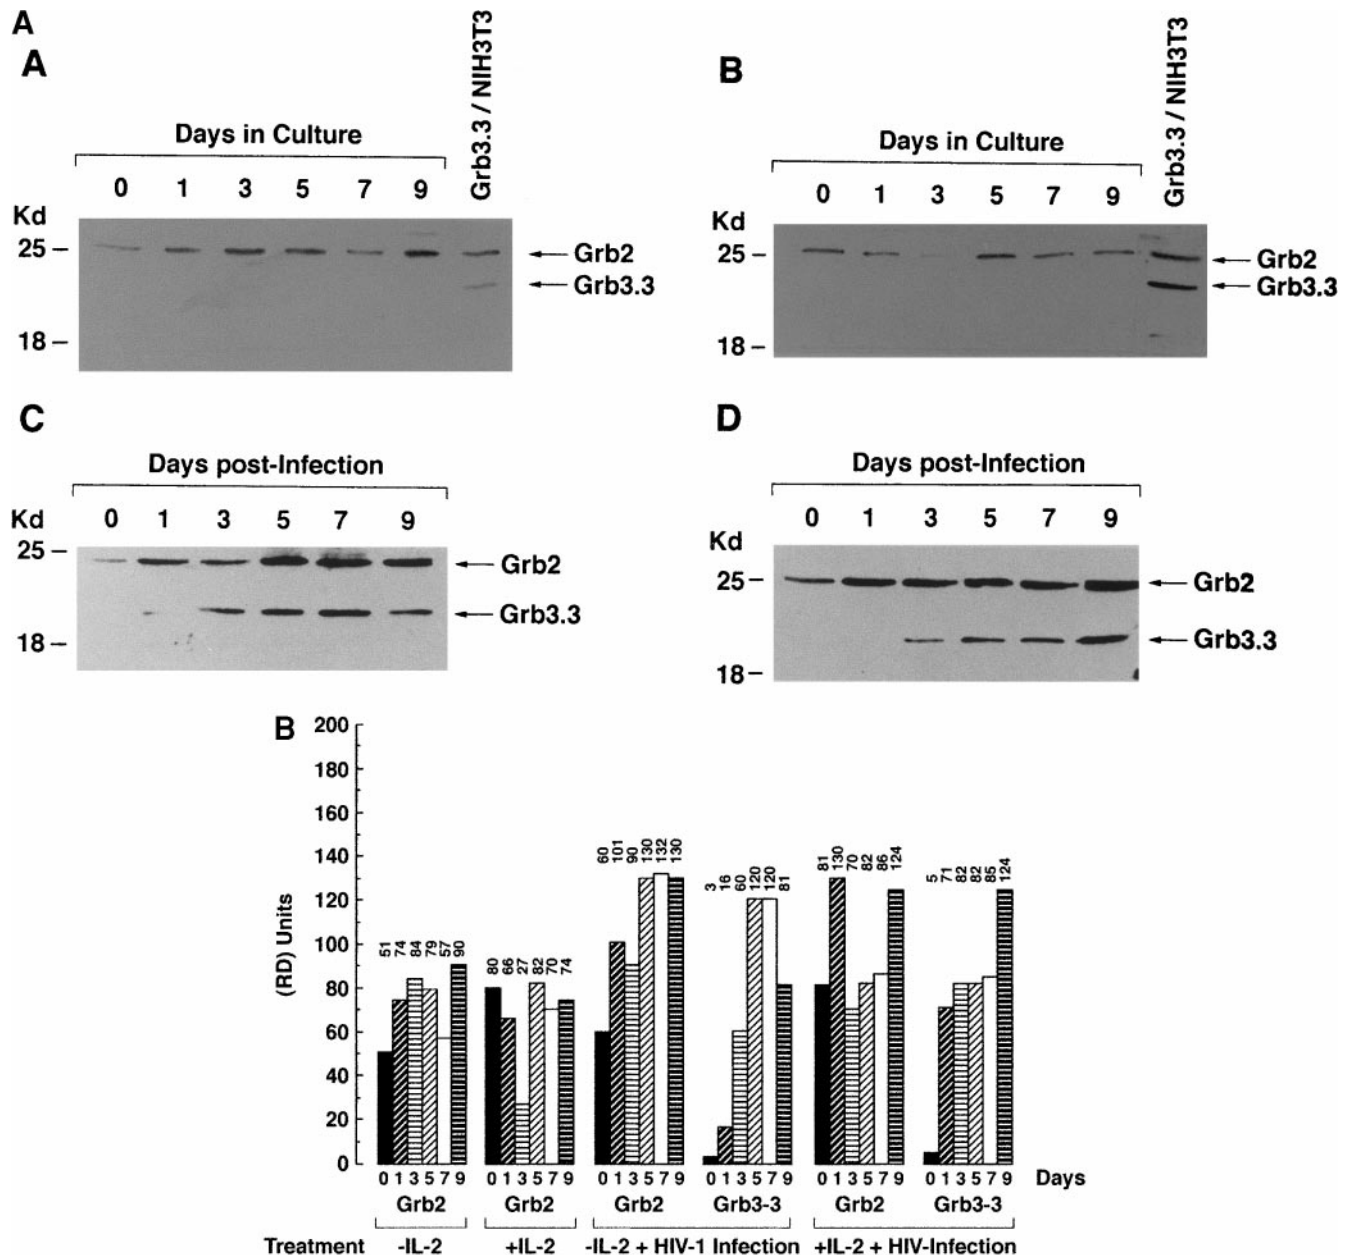 A
A
Days in Culture
Grb3.3 / NIH3T3
0 1 3 5 7 9
Kd
25
18
Grb2
Grb3.3
B
Days in Culture
Grb3.3 / NIH3T3
0 1 3 5 7 9
Kd
25
18
Grb2
Grb3.3
C
Days post-Infection
0 1 3 5 7 9
Kd
25
18
Grb2
Grb3.3
D
Days post-Infection
0 1 3 5 7 9
Kd
25
18
Grb2
Grb3.3
B
(RD) Units
200
180
160
140
120
100
80
60
40
20
0
51 74 84 79 57 90
80 66 27 82 70 74
60 101 90 130 132 130
3 16 60 120 120 81
81 130 70 82 86 124
5 71 82 82 85 124
0 1 3 5 7 9 0 1 3 5 7 9 0 1 3 5 7 9 0 1 3 5 7 9 0 1 3 5 7 9 0 1 3 5 7 9 Days
Grb2 Grb2 Grb2 Grb3-3 Grb2 Grb3-3
Treatment -IL-2 +IL-2 -IL-2 + HIV-1 Infection +IL-2 + HIV-Infection